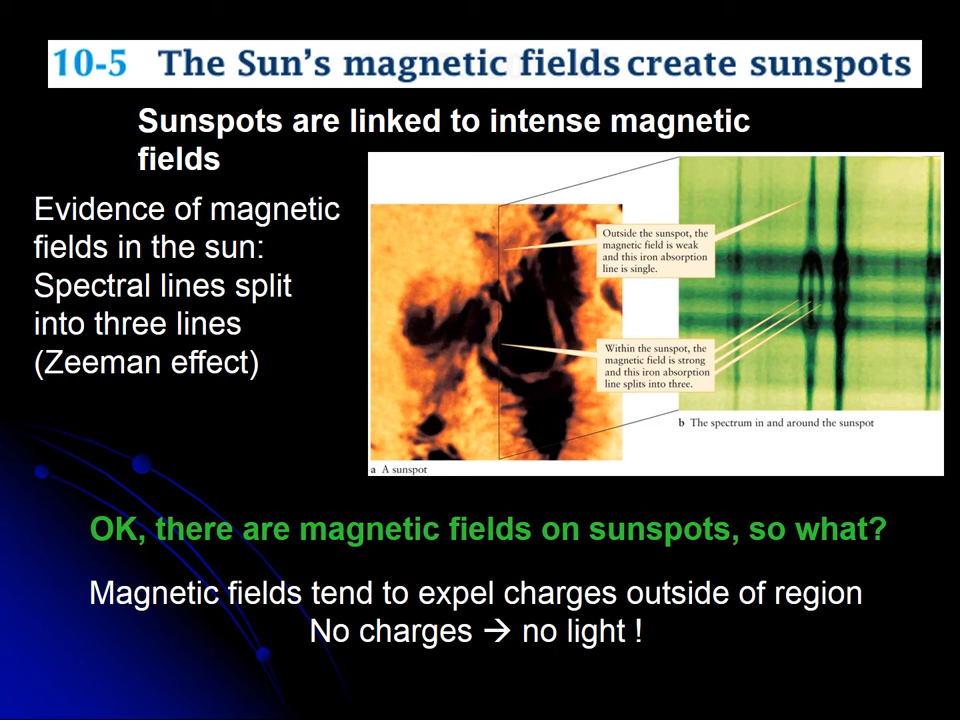 10-5 The Sun's magnetic fields create sunspots
Sunspots are linked to intense magnetic
fields
Evidence of magnetic
fields in the sun:
Spectral lines split
into three lines
(Zeeman effect)
Outside the sunspot, the
magnetic field is weak
and this iron absorption
line is single.
Within the sunspot, the
magnetic field is strong
and this iron absorption
line splits into three.
a A sunspot
b The spectrum in and around the sunspot
OK, there are magnetic fields on sunspots, so what?
Magnetic fields tend to expel charges outside of region
No charges → no light !